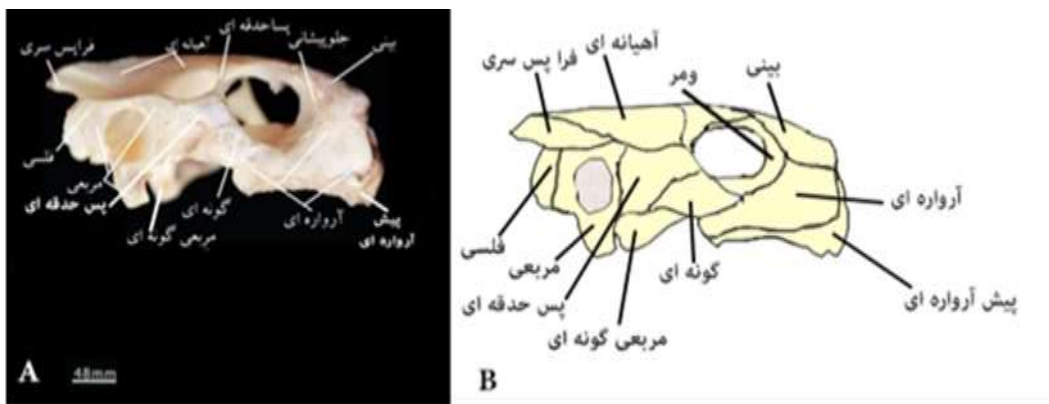 فراپس سری
آهیانه ای
پساحدقه ای
جلوپیشانی
بینی
فلسی
مربعی
پس حدقه ای
مربعی گونه ای
گونه ای
آرواره ای
پیش
آرواره ای
A
48mm
آهیانه ای
فرا پس سری
ومر
بینی
آرواره ای
فلسی
مربعی
گونه ای
پس حدقه ای
پیش آرواره ای
مربعی گونه ای
B